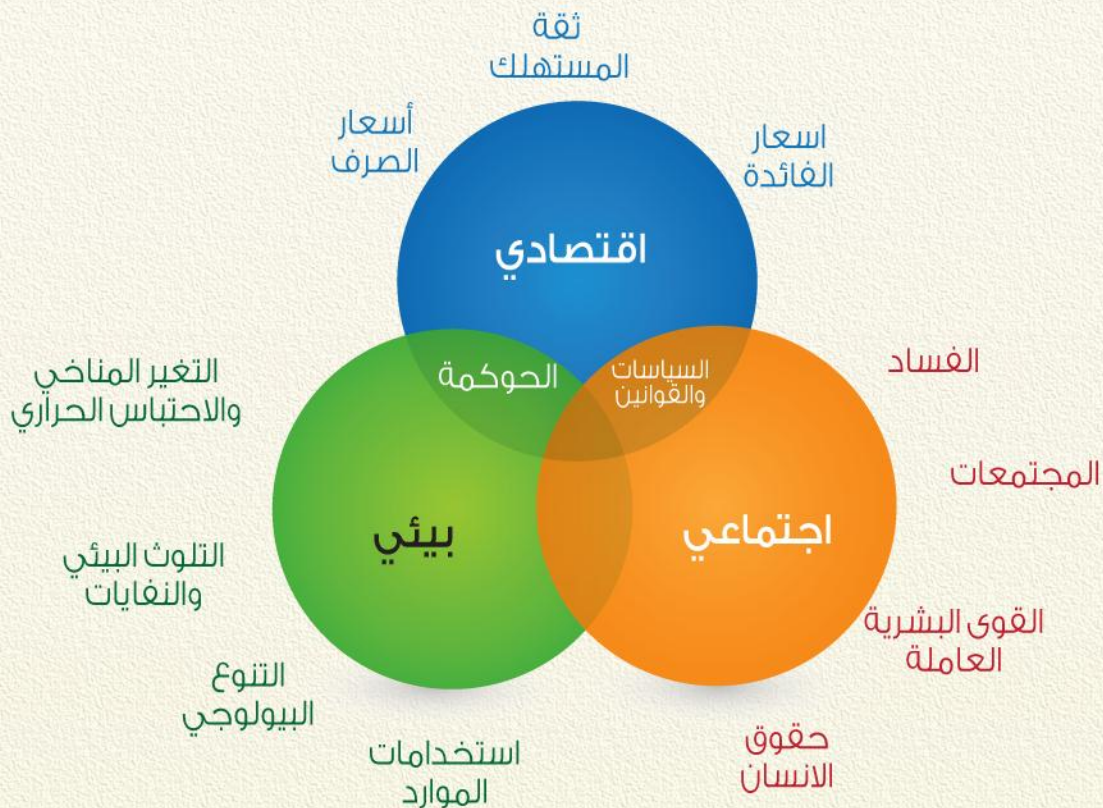 ثقة
المستهلك
اسعار
الفائدة
أسعار
الصرف
اقتصادي
السياسات
والقوانين
الحوكمة
الفساد
التغير المناخي
والاحتباس الحراري
المجتمعات
اجتماعي
بيئي
التلوث البيئي
والنفايات
القوى البشرية
العاملة
التنوع
البيولوجي
حقوق
الانسان
استخدامات
الموارد